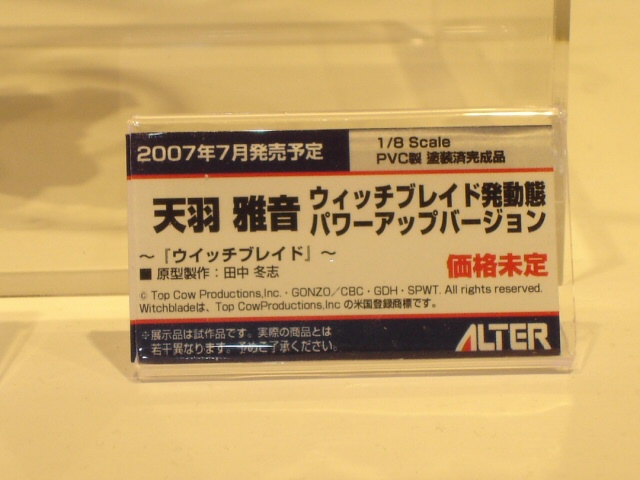 2007年7月発売予定
1/8 Scale
PVC製 塗装済完成品
天羽 雅音 ウィッチブレイド発動態
パワーアップバージョン
～『ウイッチブレイド』～
■ 原型製作：田中 冬志
価格未定
© Top Cow Productions,Inc.・GONZO／CBC・GDH・SPWT. All rights reserved.
Witchbladeは、Top CowProductions,Inc の米国登録商標です。
※展示品は試作品です。実際の商品とは
若干異なります。予めご了承ください。
ALTER